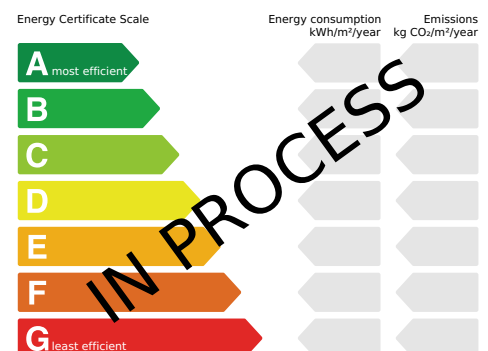 Energy Certificate Scale
Energy consumption
kWh/m²/year
Emissions
kg CO₂/m²/year
A most efficient
B
C
D
E
F
G least efficient
IN PROCESS